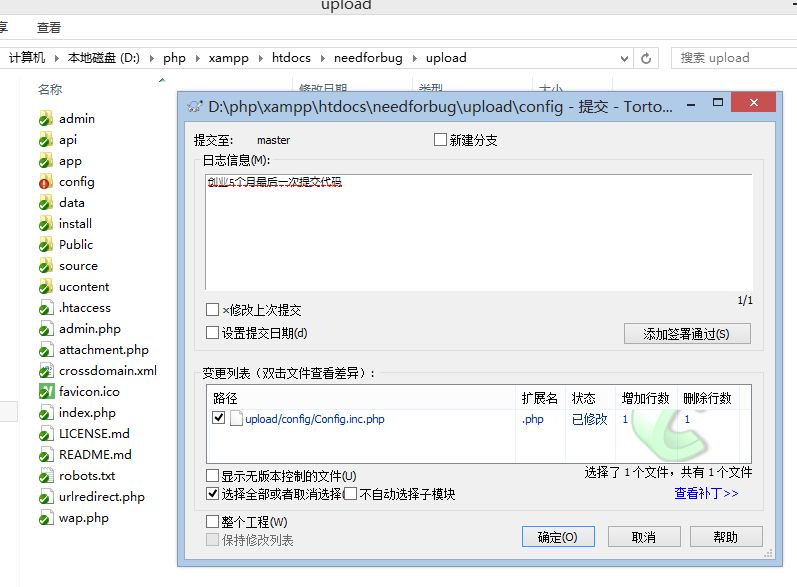 upload
享 查看
计算机 本地磁盘 (D:) php xampp htdocs needforbug upload
搜索 upload
名称 修改日期 类型 大小
admin
api
app
config
data
install
Public
source
ucontent
.htaccess
admin.php
attachment.php
crossdomain.xml
favicon.ico
index.php
LICENSE.md
README.md
robots.txt
urlredirect.php
wap.php
D:\php\xampp\htdocs\needforbug\upload\config - 提交 - Torto...
提交至: master 新建分支
日志信息(M):
创业5个月最后一次提交代码
1/1
×修改上次提交
设置提交日期(d)
添加签署通过(S)
变更列表（双击文件查看差异）:
路径 扩展名 状态 增加行数 删除行数
upload/config/Config.inc.php .php 已修改 1 1
显示无版本控制的文件(U) 选择了 1 个文件，共有 1 个文件
选择全部或者取消选择( 不自动选择子模块 查看补丁>>
整个工程(W)
保持修改列表
确定(O) 取消 帮助